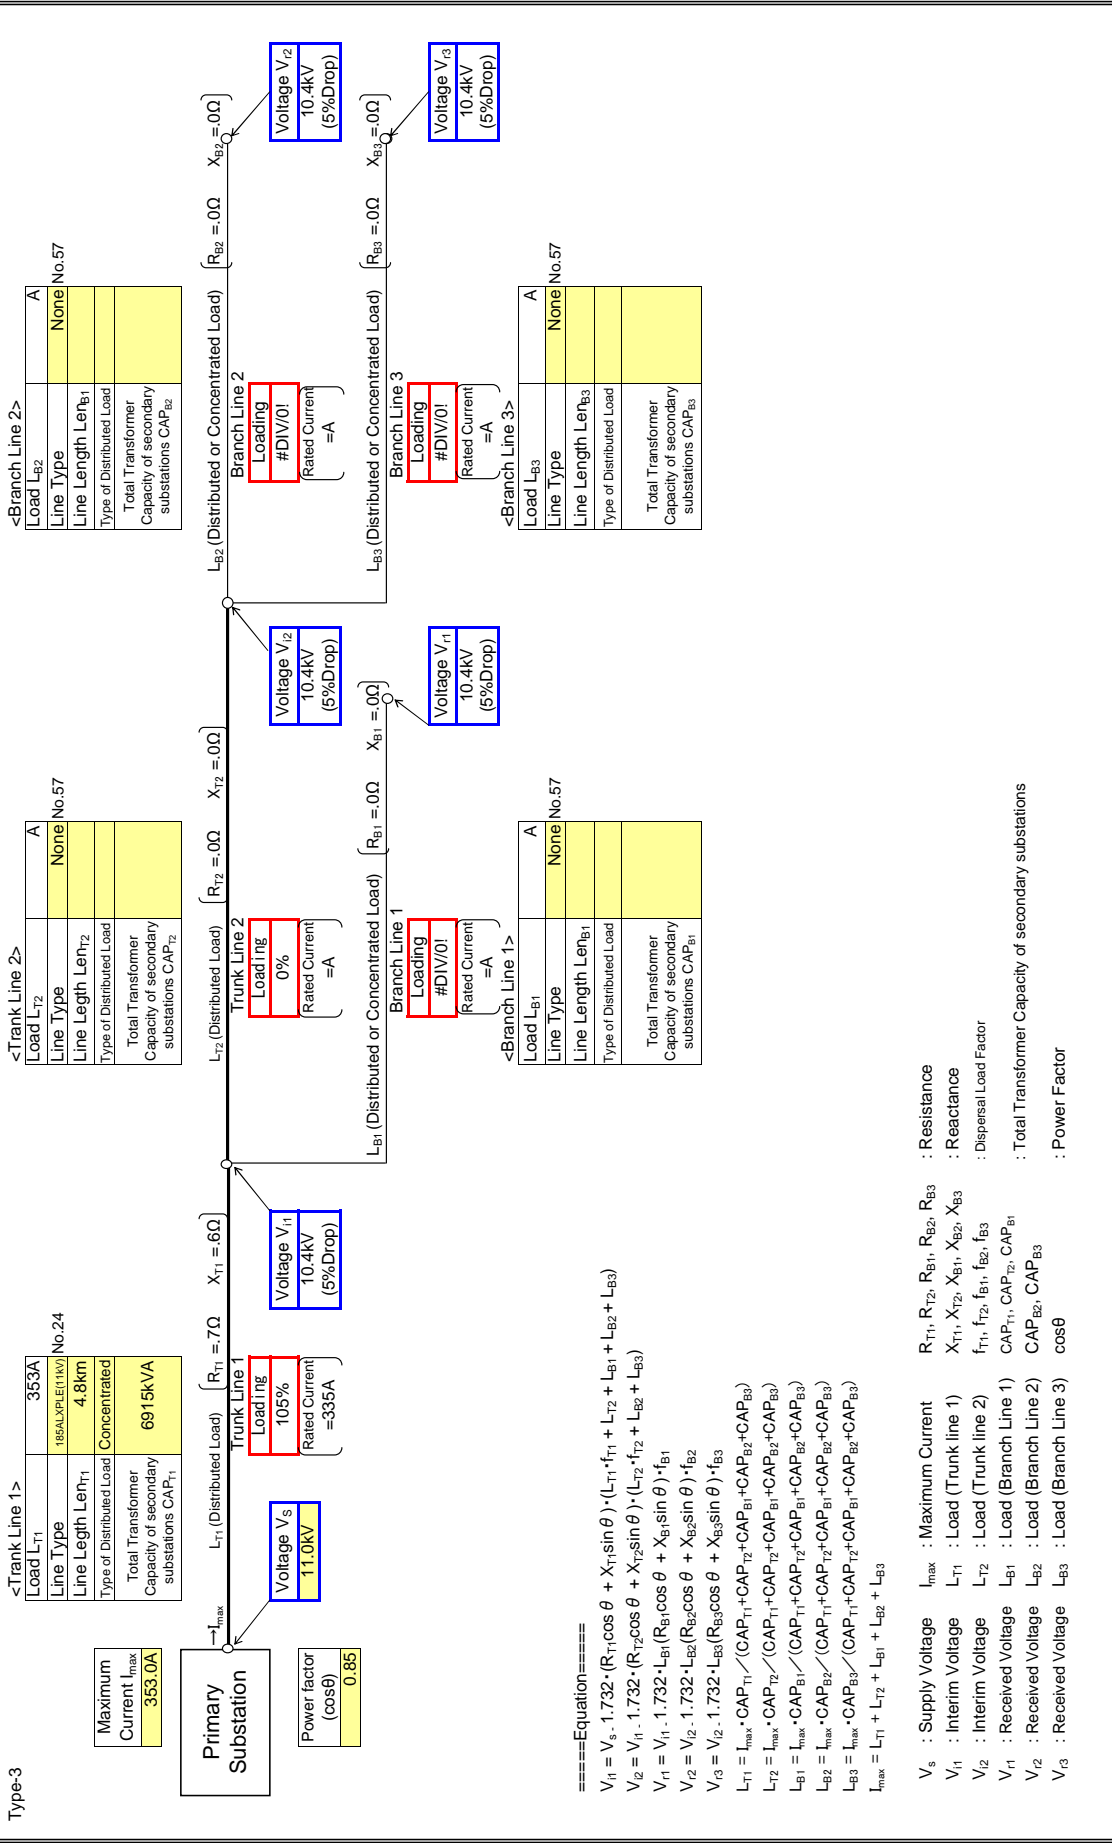 Type-3
Maximum
Current Imax
353.0A
Primary
Substation
Power factor
(cosθ)
0.85
→Imax
Voltage VS
11.0kV
<Trank Line 1>
Load LT1 353A
Line Type 185ALXPLE(11kV) No.24
Line Legth LenT1 4.8km
Type of Distributed Load Concentrated
Total Transformer
Capacity of secondary
substations CAPT1
6915kVA
LT1 (Distributed Load)
RT1 =.7Ω XT1 =.6Ω
Trunk Line 1
Loading
105%
Rated Current
=335A
Voltage Vi1
10.4kV
(5%Drop)
<Trank Line 2>
Load LT2 A
Line Type None No.57
Line Length LenT2
Type of Distributed Load
Total Transformer
Capacity of secondary
substations CAPT2
LT2 (Distributed Load)
RT2 =.0Ω XT2 =.0Ω
Trunk Line 2
Loading
0%
Rated Current
=A
Voltage Vi2
10.4kV
(5%Drop)
LB1 (Distributed or Concentrated Load)
RB1 =.0Ω XB1 =.0Ω
Branch Line 1
Loading
#DIV/0!
Rated Current
=A
Voltage Vr1
10.4kV
(5%Drop)
<Branch Line 1>
Load LB1 A
Line Type None No.57
Line Length LenB1
Type of Distributed Load
Total Transformer
Capacity of secondary
substations CAPB1
<Branch Line 2>
Load LB2 A
Line Type None No.57
Line Length LenB1
Type of Distributed Load
Total Transformer
Capacity of secondary
substations CAPB2
LB2 (Distributed or Concentrated Load)
RB2 =.0Ω XB2 =.0Ω
Branch Line 2
Loading
#DIV/0!
Rated Current
=A
Voltage Vr2
10.4kV
(5%Drop)
LB3 (Distributed or Concentrated Load)
RB3 =.0Ω XB3 =.0Ω
Branch Line 3
Loading
#DIV/0!
Rated Current
=A
Voltage Vr3
10.4kV
(5%Drop)
<Branch Line 3>
Load LB3 A
Line Type None No.57
Line Length LenB3
Type of Distributed Load
Total Transformer
Capacity of secondary
substations CAPB3
=====Equation=====
Vi1 = Vs - 1.732•(RT1cos θ + XT1sin θ)•(LT1•fT1 + LT2 + LB1 + LB2 + LB3)
Vi2 = Vi1 - 1.732•(RT2cos θ + XT2sin θ)•(LT2•fT2 + LB2 + LB3)
Vr1 = Vi1 - 1.732•LB1(RB1cos θ + XB1sin θ)•fB1
Vr2 = Vi2 - 1.732•LB2(RB2cos θ + XB2sin θ)•fB2
Vr3 = Vi2 - 1.732•LB3(RB3cos θ + XB3sin θ)•fB3
LT1 = Imax•CAPT1／(CAPT1+CAPT2+CAPB1+CAPB2+CAPB3)
LT2 = Imax•CAPT2／(CAPT1+CAPT2+CAPB1+CAPB2+CAPB3)
LB1 = Imax•CAPB1／(CAPT1+CAPT2+CAPB1+CAPB2+CAPB3)
LB2 = Imax•CAPB2／(CAPT1+CAPT2+CAPB1+CAPB2+CAPB3)
LB3 = Imax•CAPB3／(CAPT1+CAPT2+CAPB1+CAPB2+CAPB3)
Imax = LT1 + LT2 + LB1 + LB2 + LB3
Vs : Supply Voltage Imax : Maximum Current RT1, RT2, RB1, RB2, RB3 : Resistance
Vi1 : Interim Voltage LT1 : Load (Trunk line 1) XT1, XT2, XB1, XB2, XB3 : Reactance
Vi2 : Interim Voltage LT2 : Load (Trunk line 2) fT1, fT2, fB1, fB2, fB3 : Dispersal Load Factor
Vr1 : Received Voltage LB1 : Load (Branch Line 1) CAPT1, CAPT2, CAPB1 : Total Transformer Capacity of secondary substations
Vr2 : Received Voltage LB2 : Load (Branch Line 2) CAPB2, CAPB3
Vr3 : Received Voltage LB3 : Load (Branch Line 3) cosθ : Power Factor